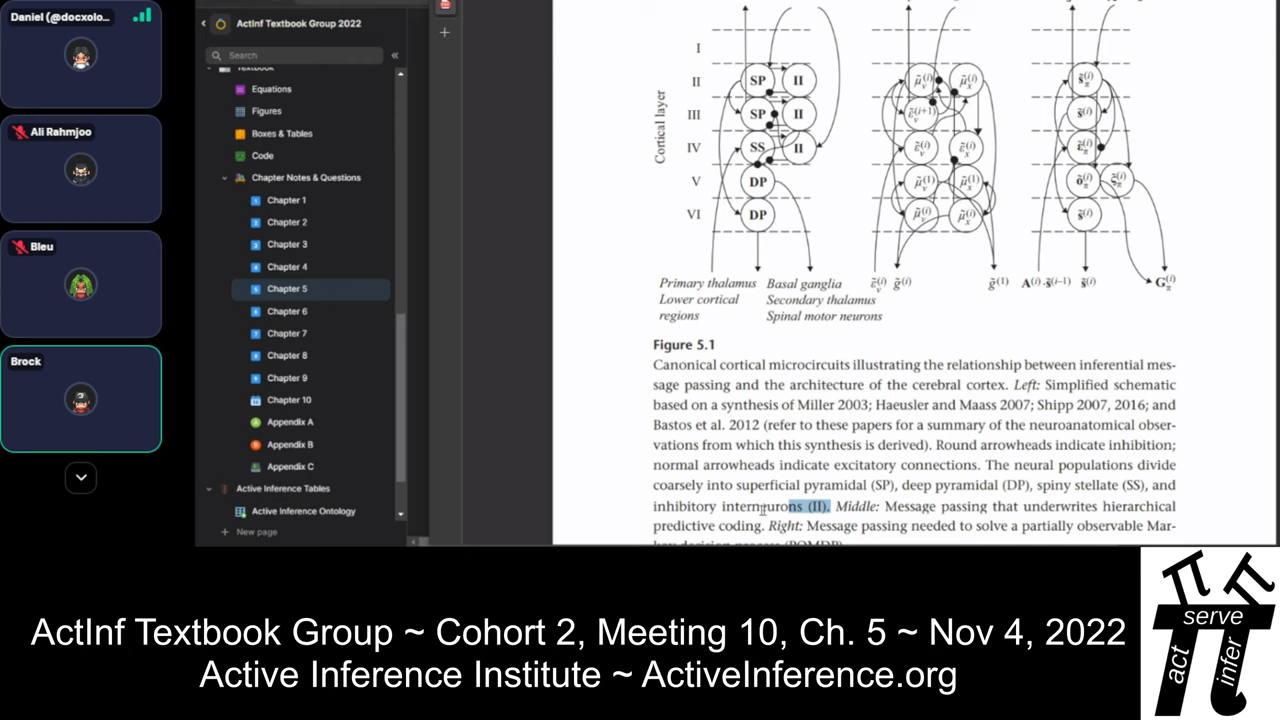 Daniel (@docxolo...
Ali Rahmjoo
Bleu
Brock
ActInf Textbook Group 2022
Search
Textbook
Equations
Figures
Boxes & Tables
Code
Chapter Notes & Questions
Chapter 1
Chapter 2
Chapter 3
Chapter 4
Chapter 5
Chapter 6
Chapter 7
Chapter 8
Chapter 9
Chapter 10
Appendix A
Appendix B
Appendix C
Active Inference Tables
Active Inference Ontology
New page
Cortical layer
I
II
III
IV
V
VI
SP II
SP II
SS II
DP
DP
Primary thalamus
Lower cortical
regions
Basal ganglia
Secondary thalamus
Spinal motor neurons
Figure 5.1
Canonical cortical microcircuits illustrating the relationship between inferential mes-
sage passing and the architecture of the cerebral cortex. Left: Simplified schematic
based on a synthesis of Miller 2003; Haeusler and Maass 2007; Shipp 2007, 2016; and
Bastos et al. 2012 (refer to these papers for a summary of the neuroanatomical obser-
vations from which this synthesis is derived). Round arrowheads indicate inhibition;
normal arrowheads indicate excitatory connections. The neural populations divide
coarsely into superficial pyramidal (SP), deep pyramidal (DP), spiny stellate (SS), and
inhibitory interneurons (II). Middle: Message passing that underwrites hierarchical
predictive coding. Right: Message passing needed to solve a partially observable Mar-
ActInf Textbook Group ~ Cohort 2, Meeting 10, Ch. 5 ~ Nov 4, 2022
Active Inference Institute ~ ActiveInference.org
serve
act
infer